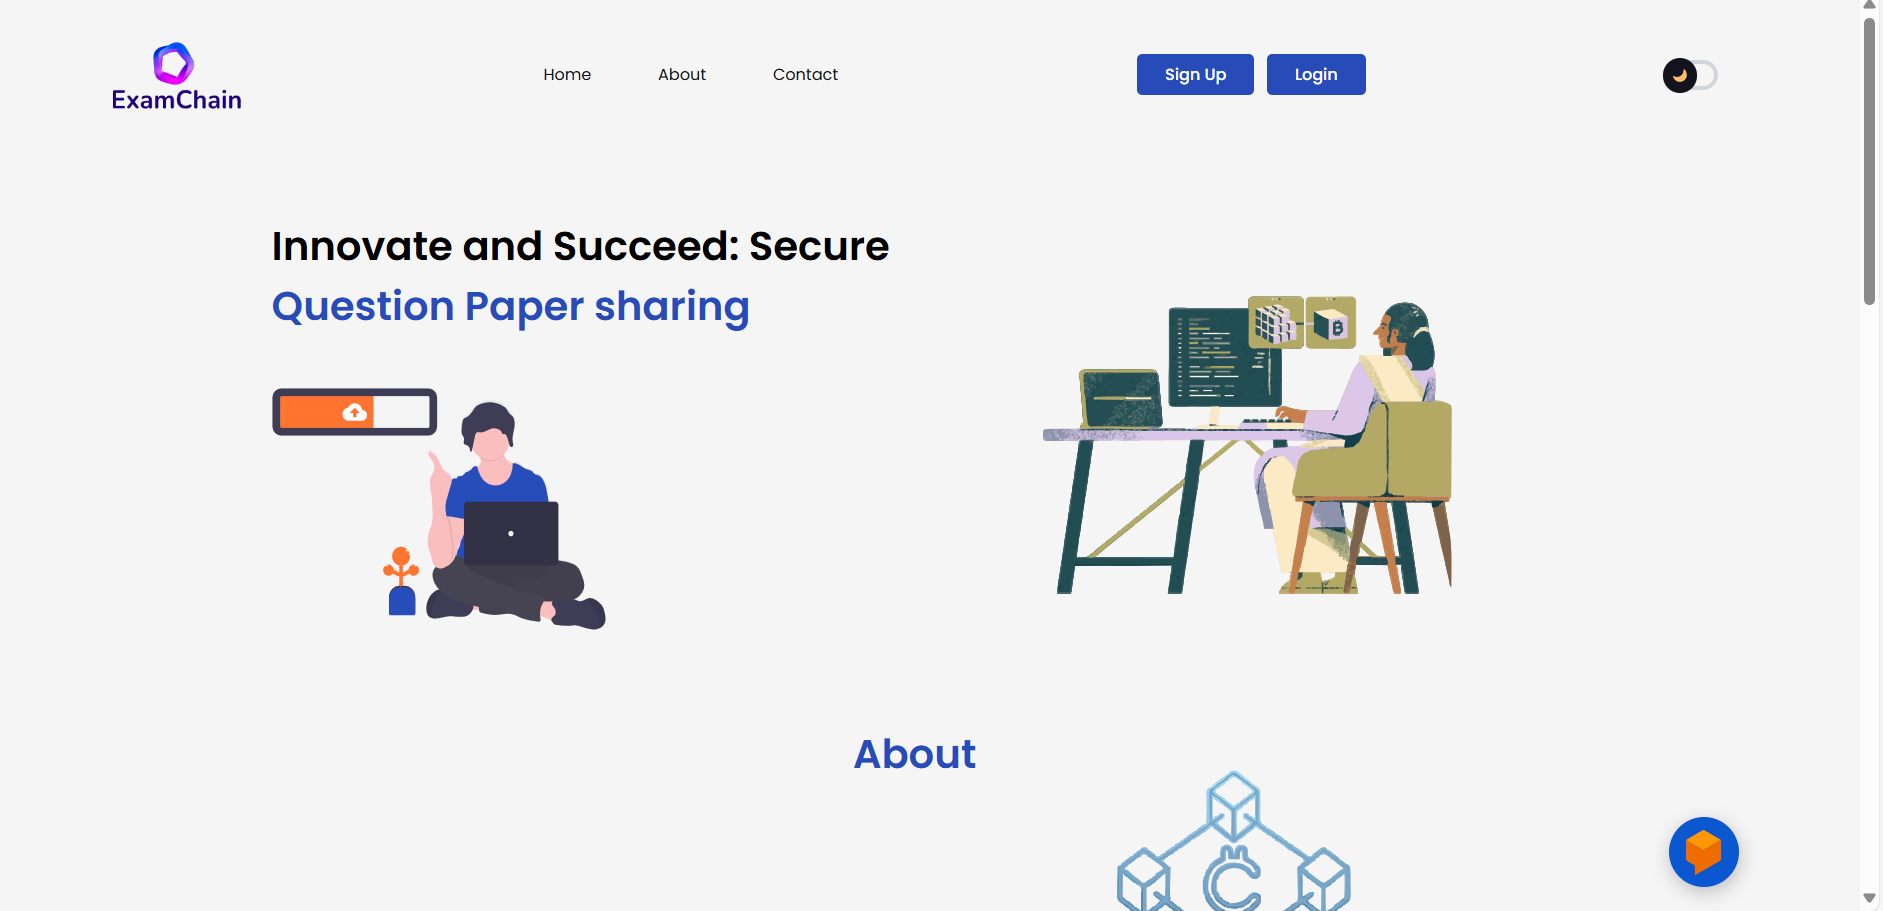 ExamChain
Home
About
Contact
Sign Up
Login
Innovate and Succeed: Secure
Question Paper sharing
About